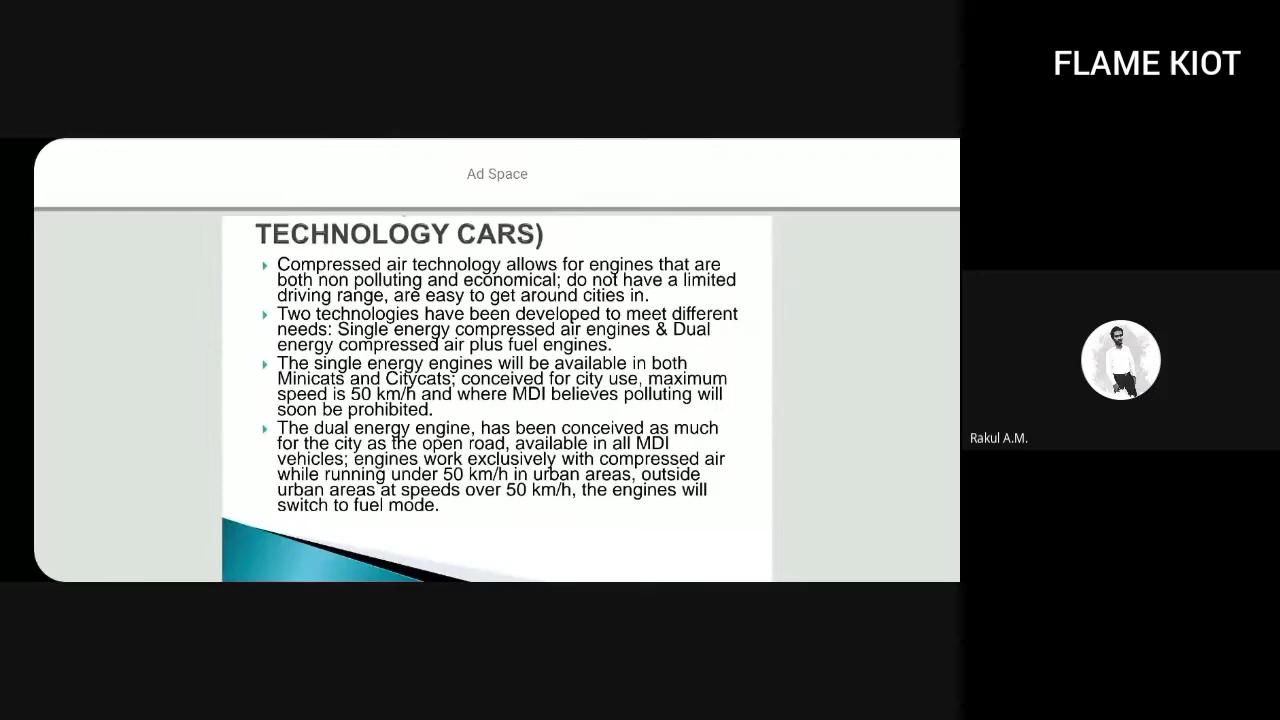 FLAME KIOT
Ad Space
TECHNOLOGY CARS)
Compressed air technology allows for engines that are
both non polluting and economical; do not have a limited
driving range, are easy to get around cities in.
Two technologies have been developed to meet different
needs: Single energy compressed air engines & Dual
energy compressed air plus fuel engines.
The single energy engines will be available in both
Minicats and Citycats; conceived for city use, maximum
speed is 50 km/h and where MDI believes polluting will
soon be prohibited.
The dual energy engine, has been conceived as much
for the city as the open road, available in all MDI
vehicles; engines work exclusively with compressed air
while running under 50 km/h in urban areas, outside
urban areas at speeds over 50 km/h, the engines will
switch to fuel mode.
Rakul A.M.